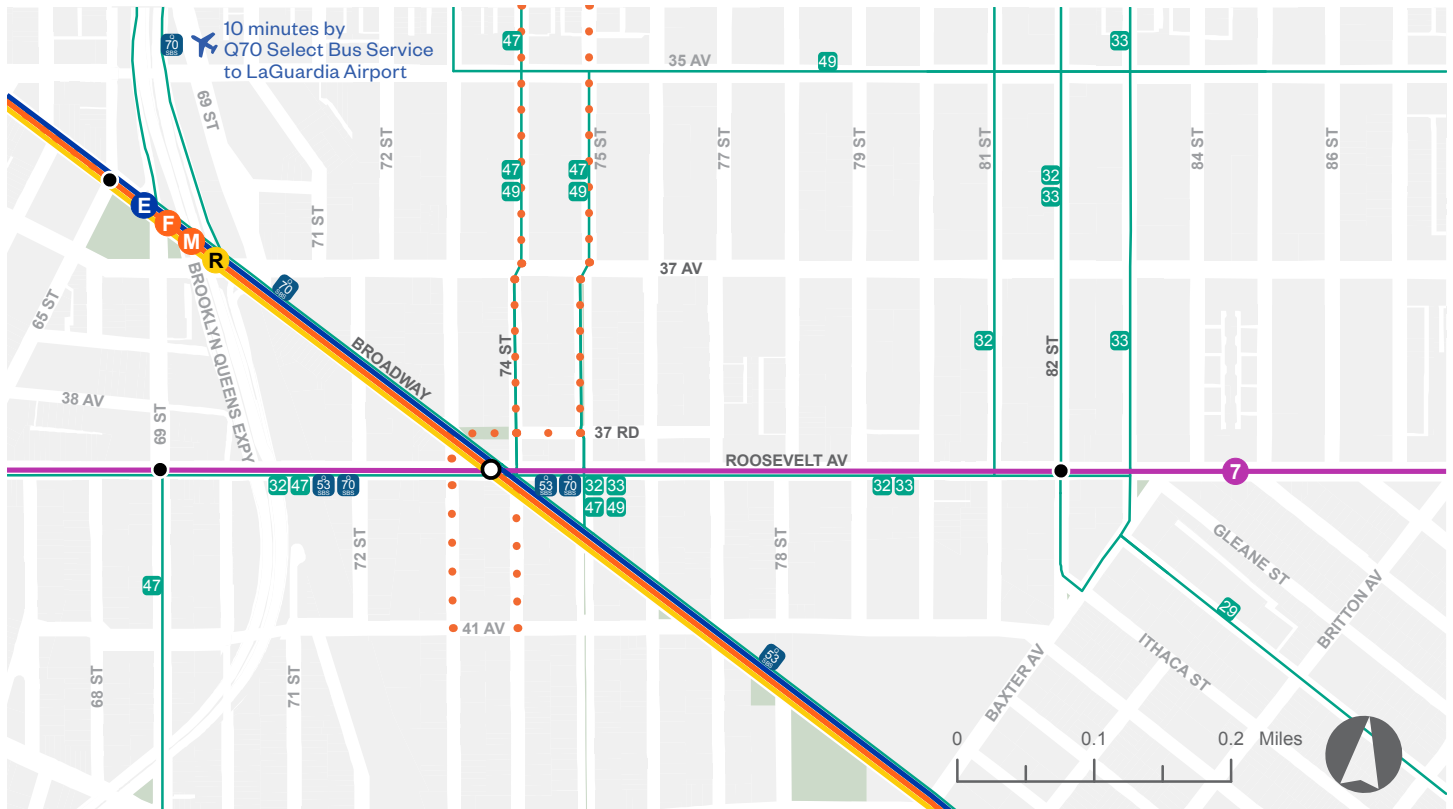 Q
70
SBS
10 minutes by
Q70 Select Bus Service
to LaGuardia Airport
47
33
35 AV
49
69 ST
72 ST
75 ST
77 ST
79 ST
81 ST
84 ST
86 ST
47
49
47
49
32
33
E
F
M
R
71 ST
37 AV
BROOKLYN QUEENS EXPY
Q
70
SBS
65 ST
BROADWAY
74 ST
32
82 ST
33
38 AV
69 ST
37 RD
ROOSEVELT AV
7
32 47
Q
53
SBS
Q
70
SBS
Q
53
SBS
Q
70
SBS
32 33
47 49
32 33
72 ST
78 ST
GLEANE ST
47
29
BRITTON AV
41 AV
Q
53
SBS
68 ST
71 ST
BAXTER AV
ITHACA ST
0 0.1 0.2 Miles